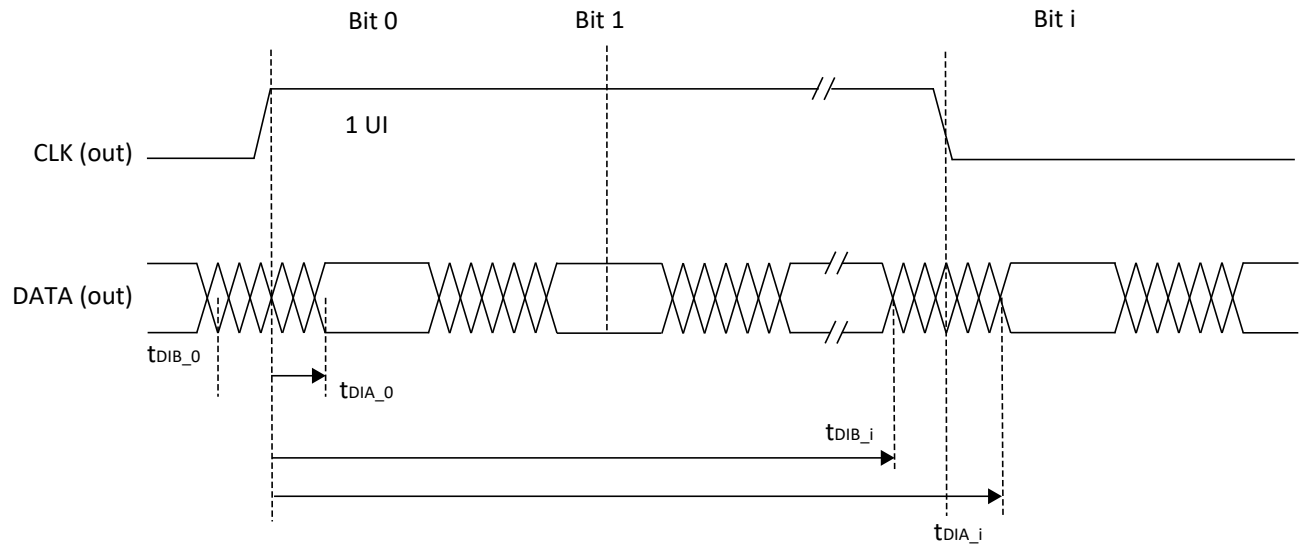 Bit 0 Bit 1 Bit i
1 UI
CLK (out)
DATA (out)
tDIB_0
tDIA_0
tDIB_i
tDIA_i